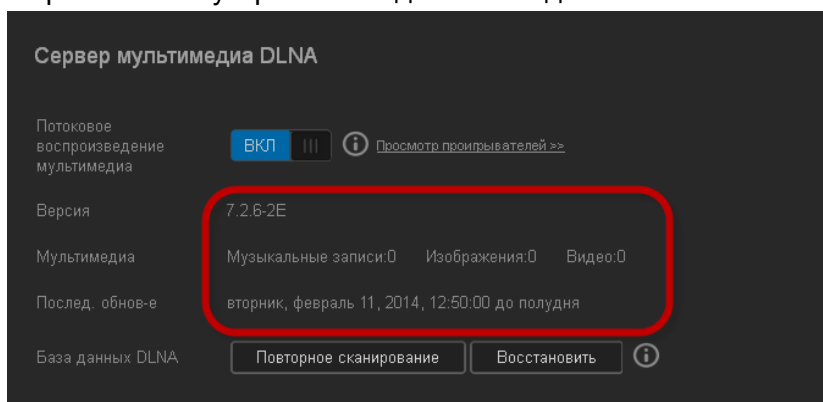 Сервер мультимедиа DLNA
Потоковое
воспроизведение
мультимедиа
ВКЛ
Просмотр проигрывателей >>
Версия 7.2.6-2E
Мультимедиа Музыкальные записи:0 Изображения:0 Видео:0
Послед. обнов-е вторник, февраль 11, 2014, 12:50:00 до полудня
База данных DLNA Повторное сканирование Восстановить